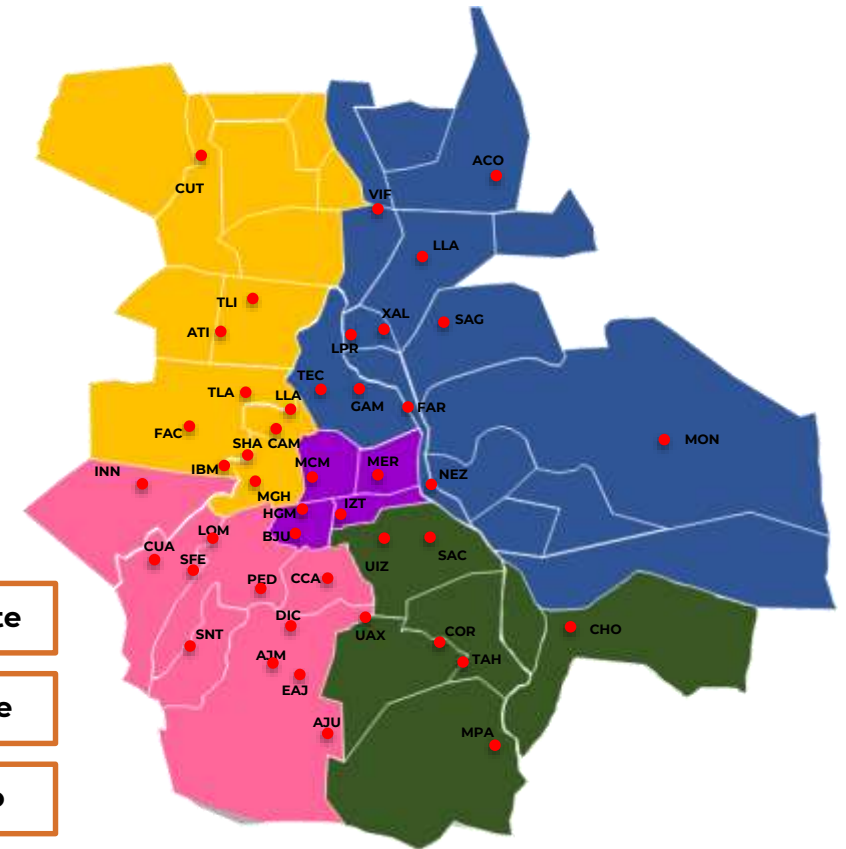 ACO
CUT
VIF
LLA
TLI
XAL
SAG
ATI
LPR
TEC
TLA
LLA
GAM
FAR
FAC
SHA
CAM
MON
INN
IBM
MCM
MER
NEZ
MGH
IZT
HGM
LOM
BJU
CUA
SFE
UIZ
SAC
PED
CCA
te
DIC
CHO
SNT
UAX
COR
AJM
TAH
EAJ
e
AJU
MPA
o